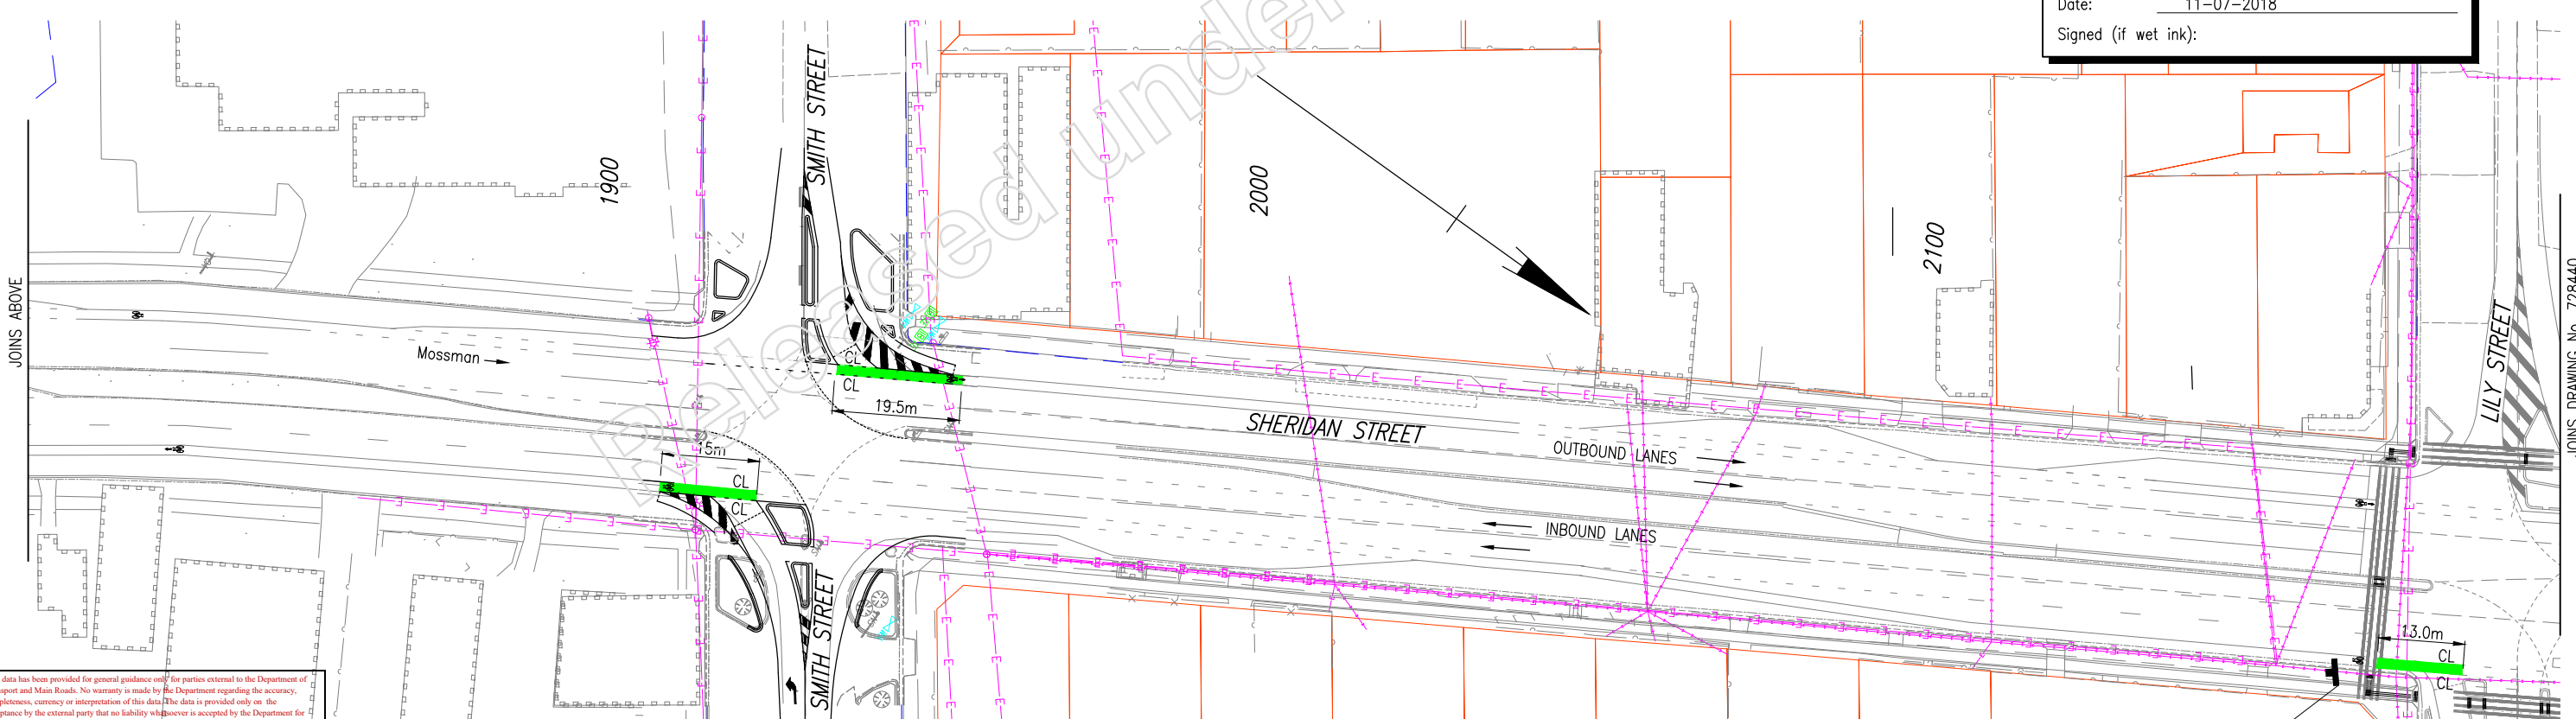 Released under
Date: 11-07-2018
Signed (if wet ink):
JOINS ABOVE
1900
SMITH STREET
2000
2100
LILY STREET
JOINS DRAWING No. 728440
Mossman
CL
CL
19.5m
SHERIDAN STREET
OUTBOUND LANES
INBOUND LANES
15m
CL
CL
SMITH STREET
13.0m
CL
CL
data has been provided for general guidance only for parties external to the Department of
sport and Main Roads. No warranty is made by the Department regarding the accuracy,
pleteness, currency or interpretation of this data. The data is provided only on the
ptance by the external party that no liability whatsoever is accepted by the Department for